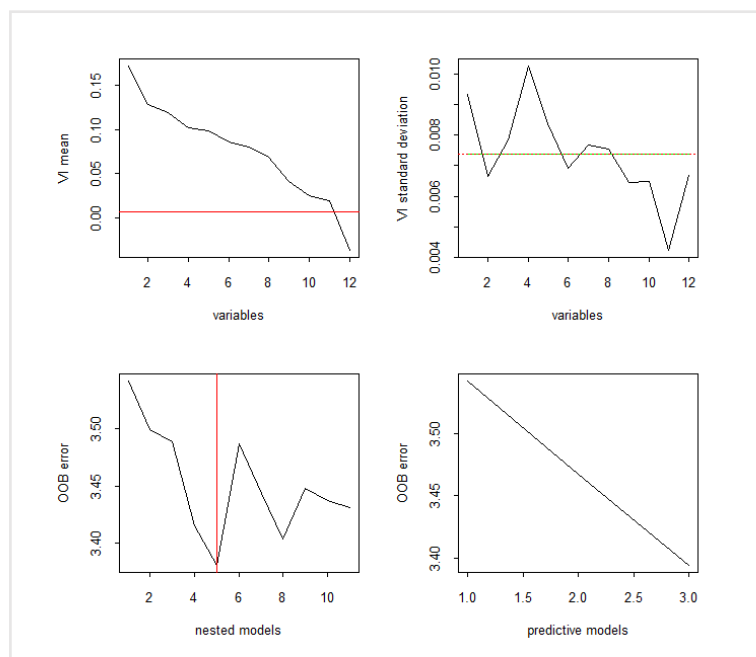 VI mean
0.00 0.05 0.10 0.15
2 4 6 8 10 12
variables
VI standard deviation
0.004 0.006 0.008 0.010
2 4 6 8 10 12
variables
OOB error
3.40 3.45 3.50
2 4 6 8 10
nested models
OOB error
3.40 3.45 3.50
1.0 1.5 2.0 2.5 3.0
predictive models